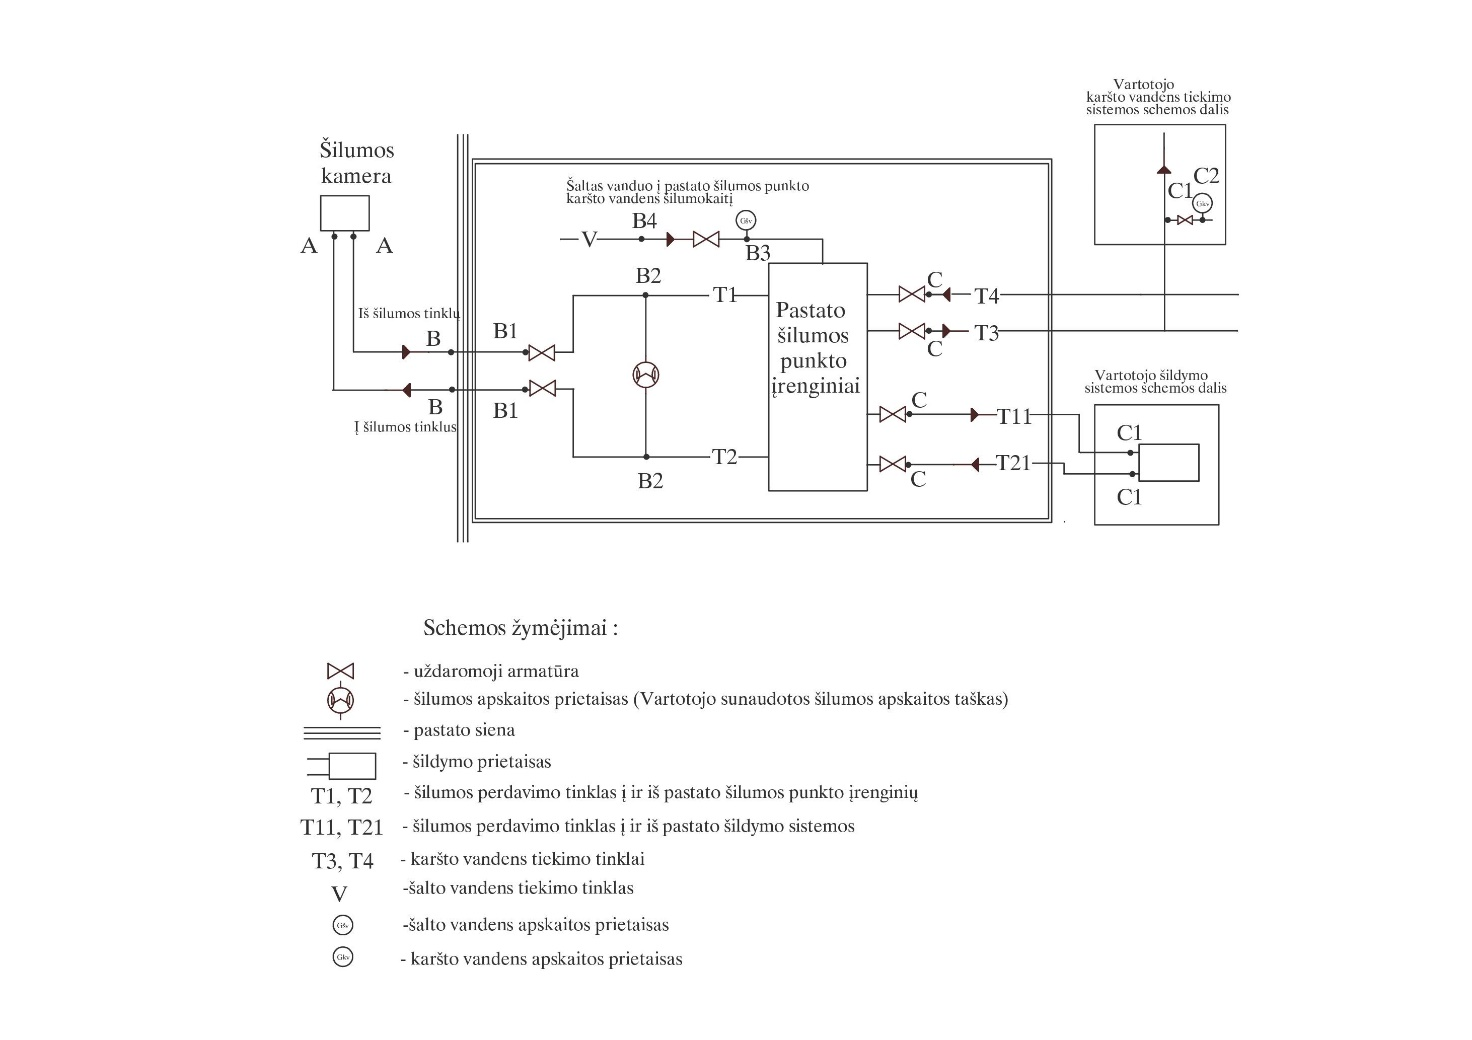 Vartotojo
karšto vandens tiekimo
sistemos schemos dalis
Šilumos
kamera
A
A
Šaltas vanduo į pastato šilumos punkto
karšto vandens šilumokaitį
B4
Gšv
V
B3
C1
C2
Gkv
B2
T1
C
T4
Iš šilumos tinklų
B
B1
Pastato
šilumos
punkto
įrenginiai
T3
C
Vartotojo šildymo
sistemos schemos dalis
B
B1
Į šilumos tinklus
C
T11
C1
T2
B2
T21
C
C1
Schemos žymėjimai :
- uždaromoji armatūra
- šilumos apskaitos prietaisas (Vartotojo sunaudotos šilumos apskaitos taškas)
- pastato siena
- šildymo prietaisas
T1, T2 - šilumos perdavimo tinklas į ir iš pastato šilumos punkto įrenginių
T11, T21 - šilumos perdavimo tinklas į ir iš pastato šildymo sistemos
T3, T4 - karšto vandens tiekimo tinklai
V -šalto vandens tiekimo tinklas
Gšv -šalto vandens apskaitos prietaisas
Gkv - karšto vandens apskaitos prietaisas